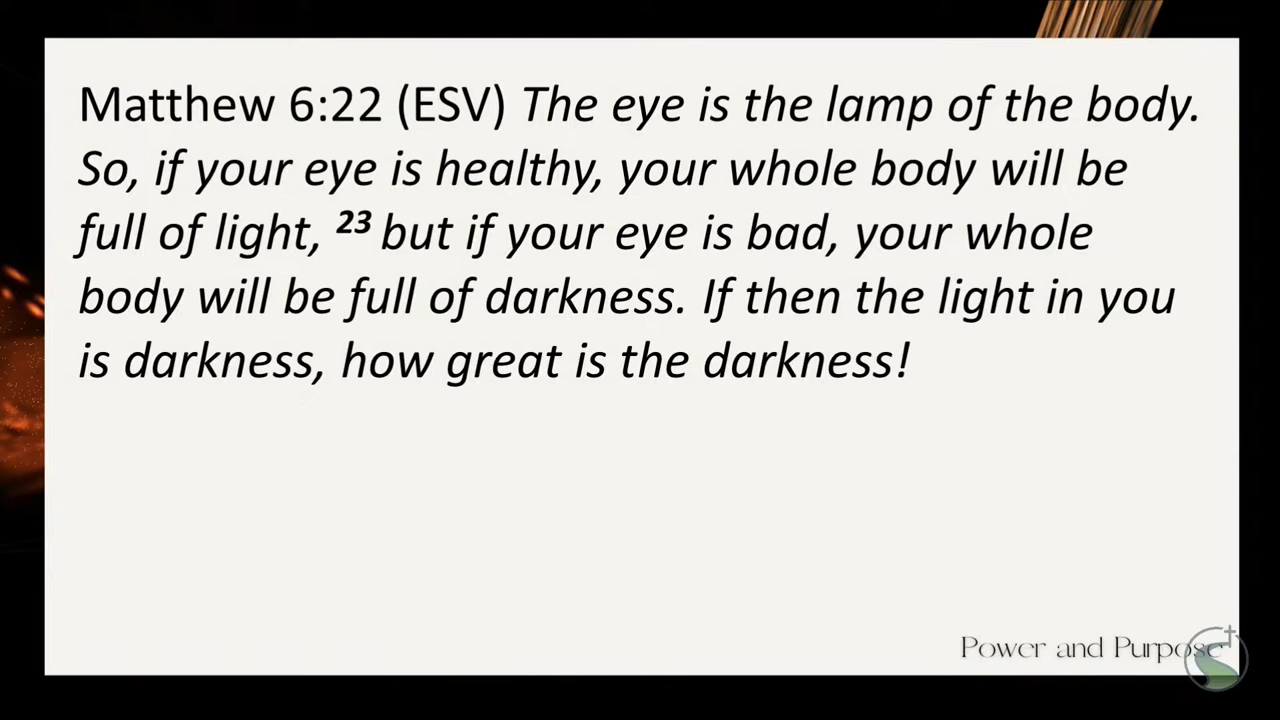 Matthew 6:22 (ESV) The eye is the lamp of the body.
So, if your eye is healthy, your whole body will be
full of light, 23 but if your eye is bad, your whole
body will be full of darkness. If then the light in you
is darkness, how great is the darkness!
Power and Purpose